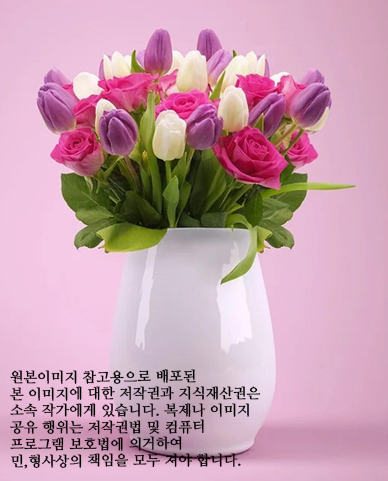 원본이미지 참고용으로 배포된
본 이미지에 대한 저작권과 지식재산권은
소속 작가에게 있습니다. 복제나 이미지
공유 행위는 저작권법 및 컴퓨터
프로그램 보호법에 의거하여
민,형사상의 책임을 모두 져야 합니다.